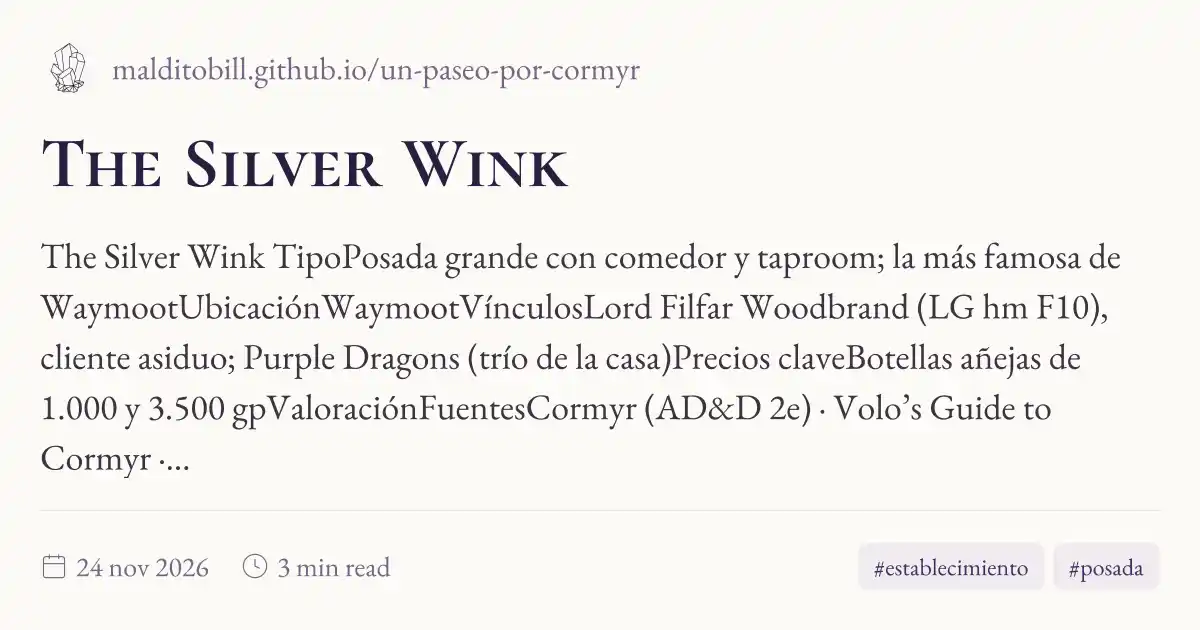 malditobill.github.io/un-paseo-por-cormyr
The Silver Wink
The Silver Wink TipoPosada grande con comedor y taproom; la más famosa de
WaymootUbicaciónWaymootVínculosLord Filfar Woodbrand (LG hm F10),
cliente asiduo; Purple Dragons (trío de la casa)Precios claveBotellas añejas de
1.000 y 3.500 gpValoraciónFuentesCormyr (AD&D 2e) · Volo’s Guide to
Cormyr ·...
24 nov 2026
3 min read
#establecimiento
#posada